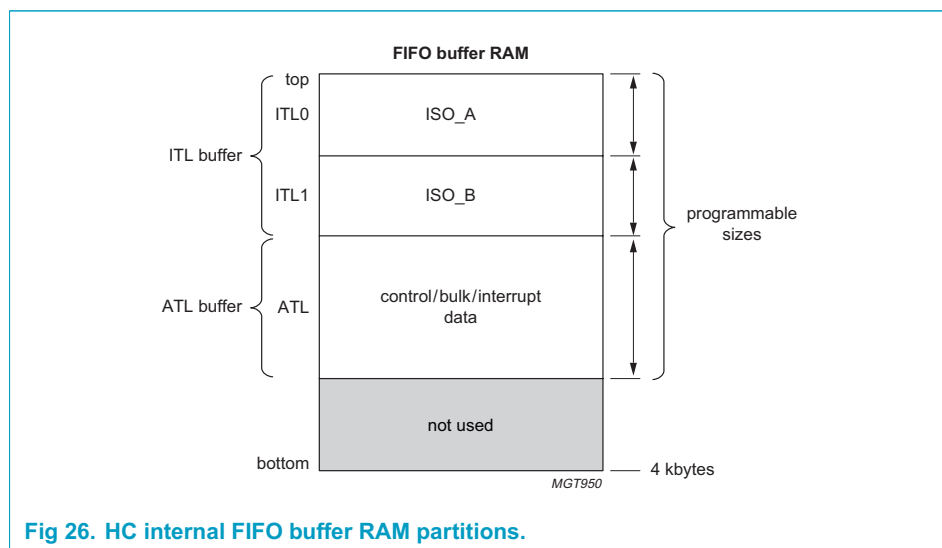 FIFO buffer RAM
top
ITL0
ISO_A
ITL buffer
ITL1
ISO_B
programmable
sizes
ATL buffer
ATL
control/bulk/interrupt
data
not used
bottom
4 kbytes
MGT950
Fig 26. HC internal FIFO buffer RAM partitions.